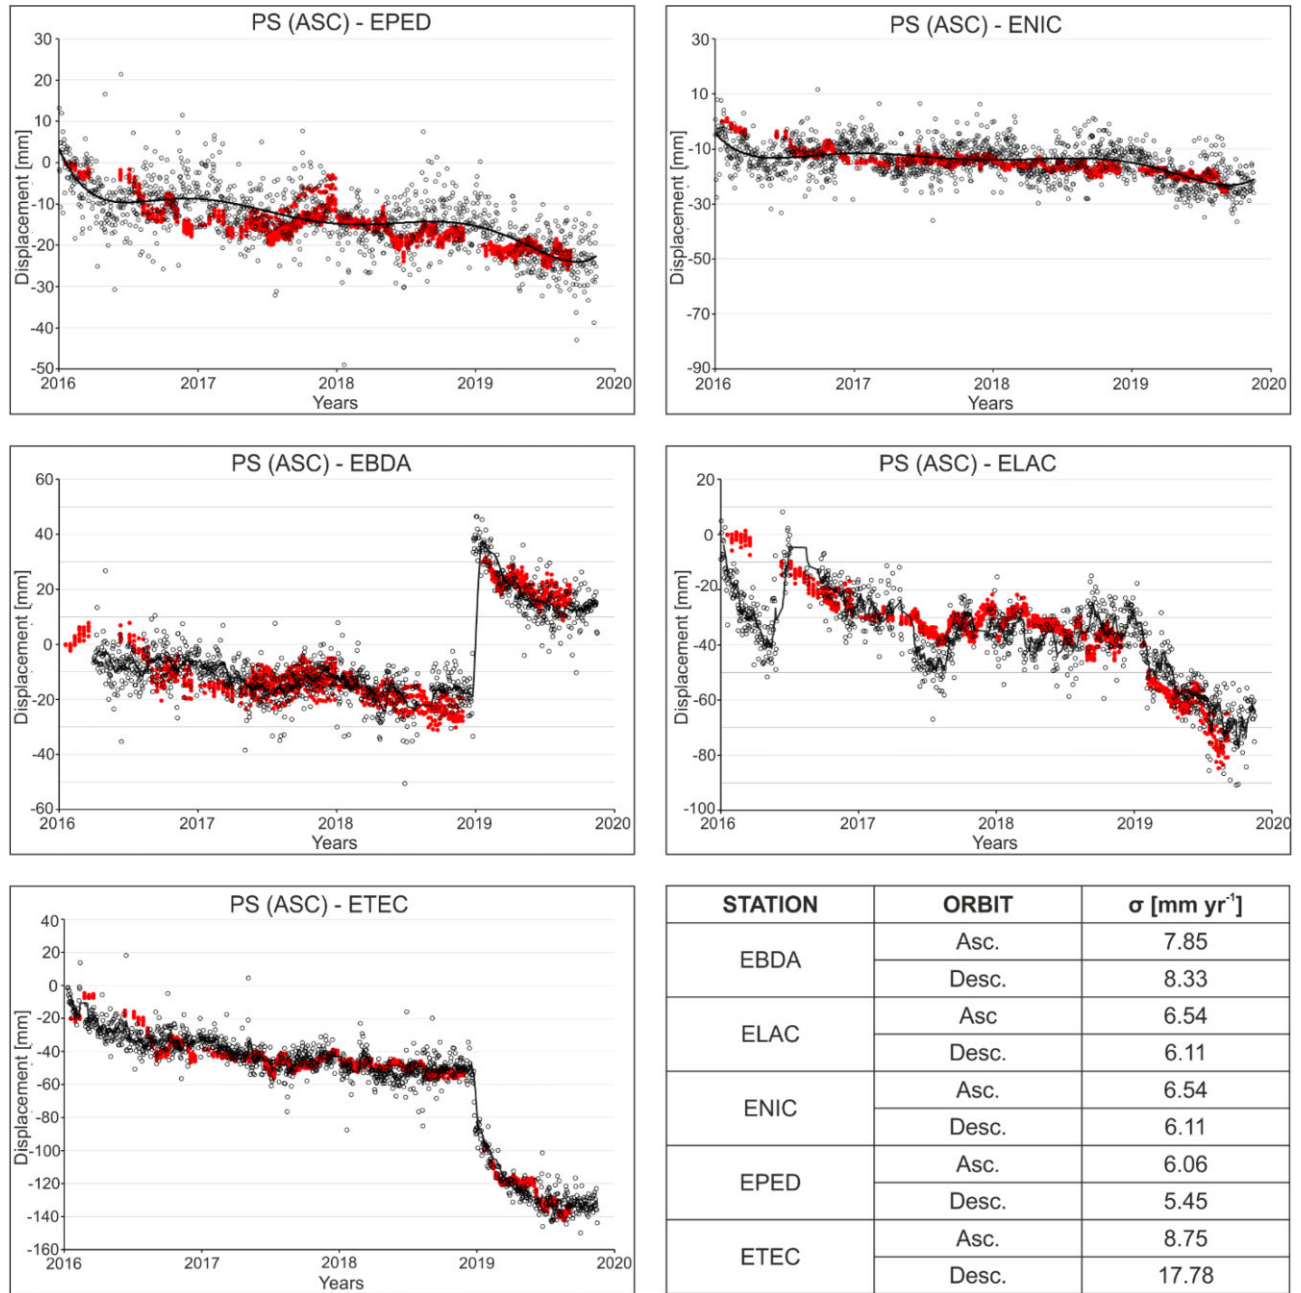 PS (ASC) - EPED
30
20
10
0
-10
-20
-30
-40
-50
Displacement [mm]
2016 2017 2018 2019 2020
Years
PS (ASC) - ENIC
30
10
-10
-30
-50
-70
-90
Displacement [mm]
2016 2017 2018 2019 2020
Years
PS (ASC) - EBDA
60
40
20
0
-20
-40
-60
Displacement [mm]
2016 2017 2018 2019 2020
Years
PS (ASC) - ELAC
20
0
-20
-40
-60
-80
-100
Displacement [mm]
2016 2017 2018 2019 2020
Years
PS (ASC) - ETEC
40
20
0
-20
-40
-60
-80
-100
-120
-140
-160
Displacement [mm]
2016 2017 2018 2019 2020
Years
STATION ORBIT σ [mm yr⁻¹]
EBDA Asc. 7.85
Desc. 8.33
ELAC Asc 6.54
Desc. 6.11
ENIC Asc. 6.54
Desc. 6.11
EPED Asc. 6.06
Desc. 5.45
ETEC Asc. 8.75
Desc. 17.78